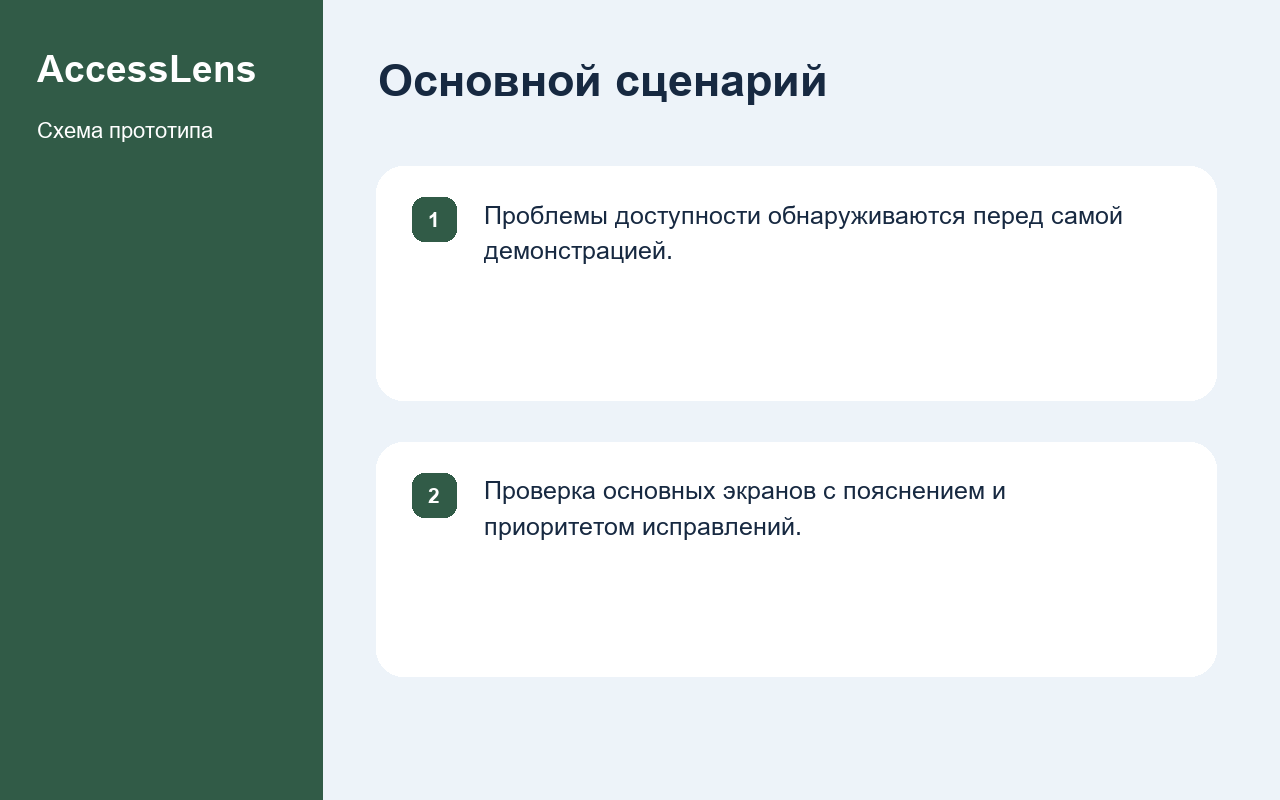 AccessLens
Схема прототипа
Основной сценарий
1
Проблемы доступности обнаруживаются перед самой
демонстрацией.
2
Проверка основных экранов с пояснением и
приоритетом исправлений.